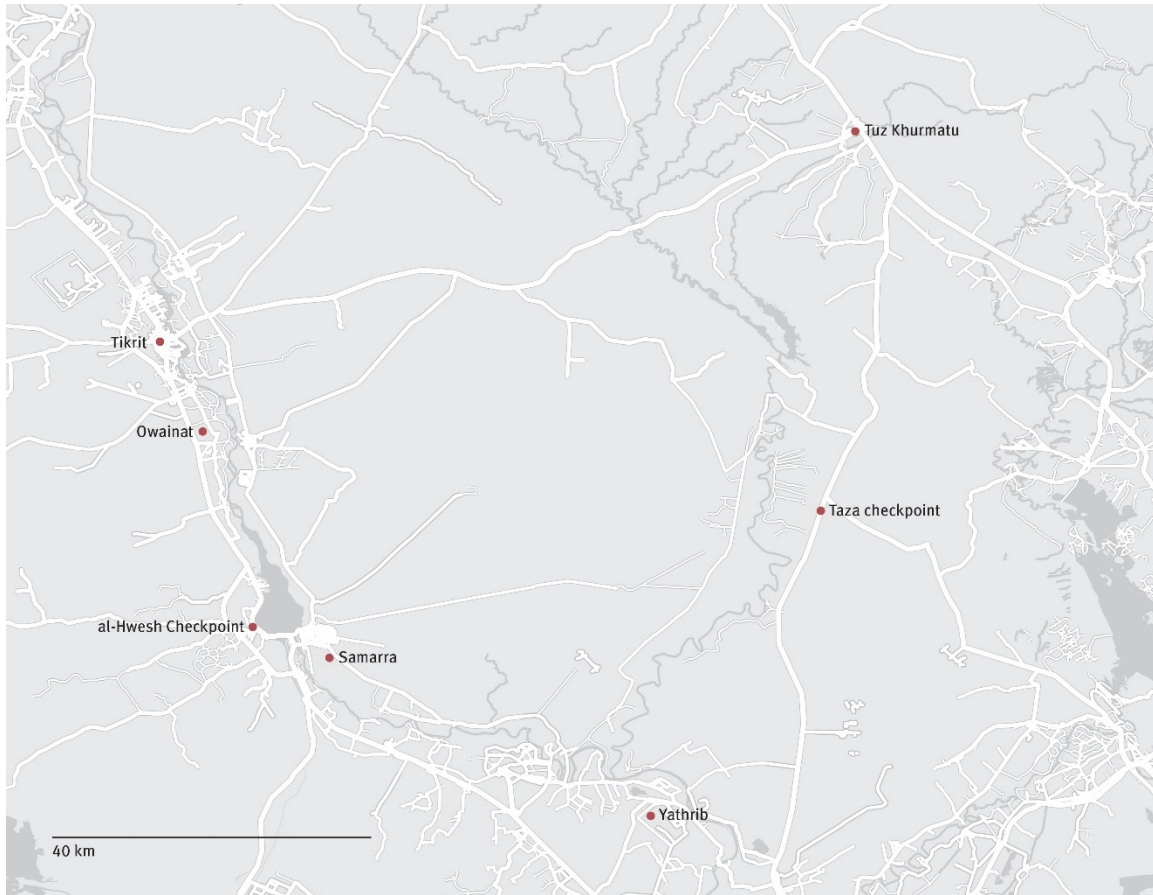 Tuz Khurmatu
Tikrit
Owainat
Taza checkpoint
al-Hwesh Checkpoint
Samarra
Yathrib
40 km